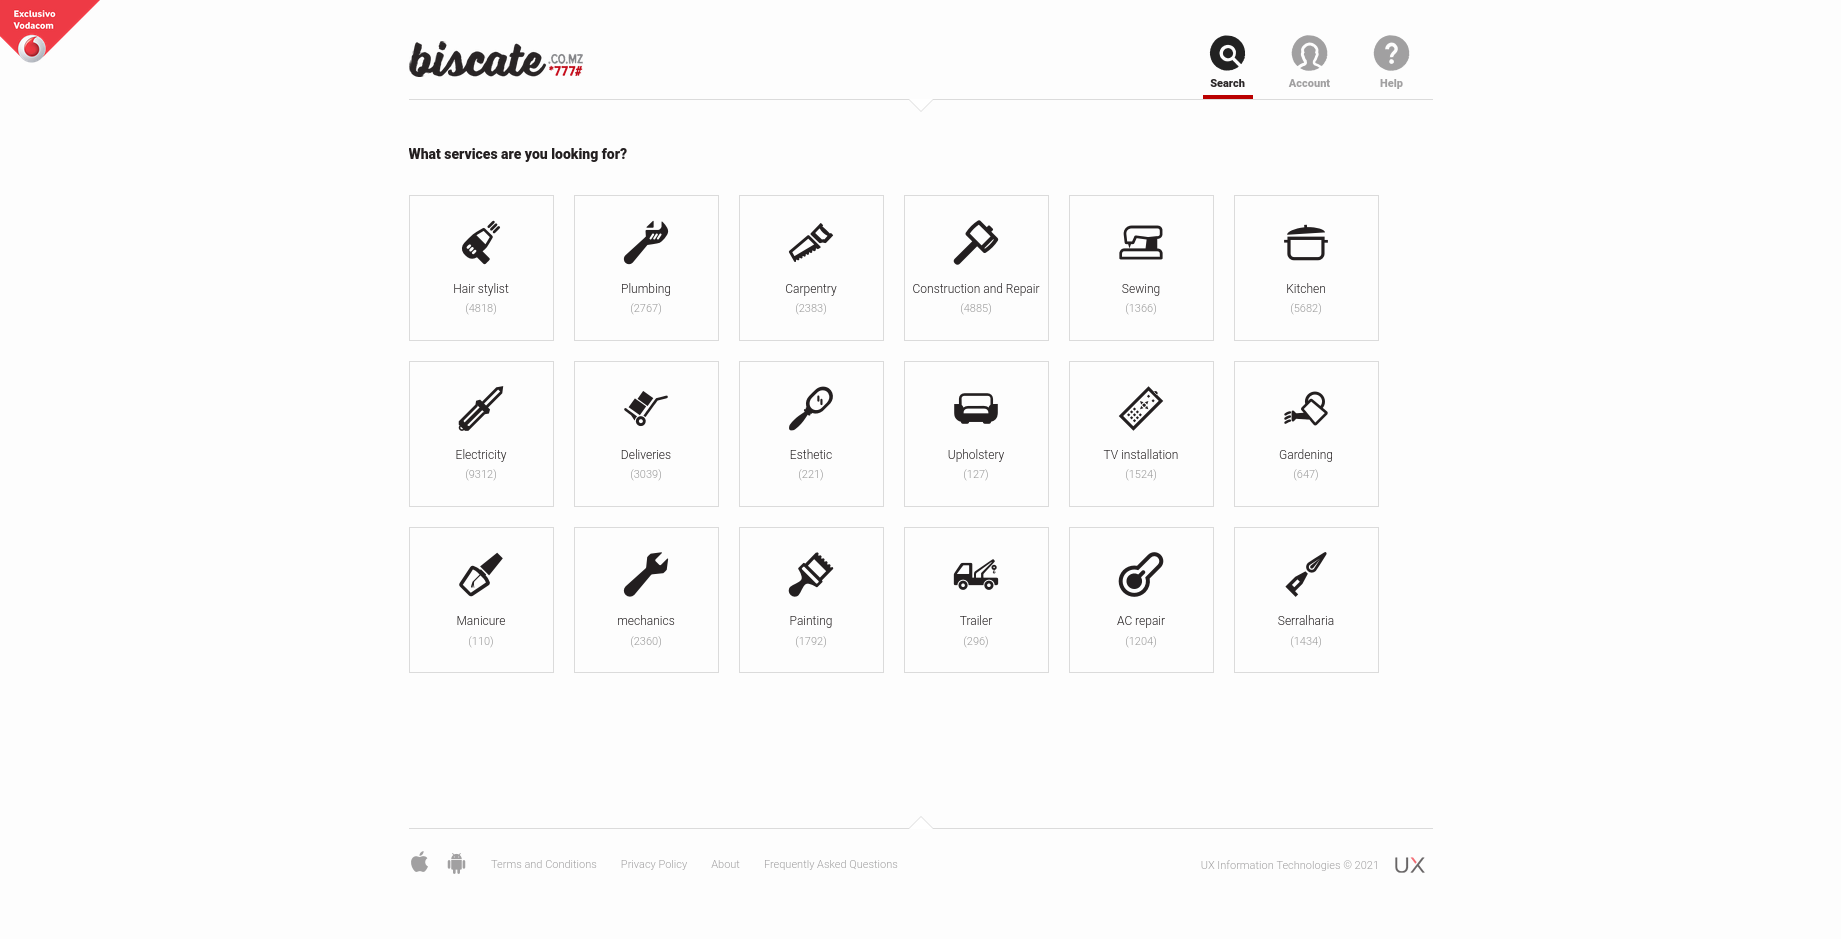 Exclusivo
Vodacom
biscate .CO.MZ
*777#
Search
Account
Help
What services are you looking for?
Hair stylist
(4818)
Plumbing
(2767)
Carpentry
(2383)
Construction and Repair
(4885)
Sewing
(1366)
Kitchen
(5682)
Electricity
(9312)
Deliveries
(3039)
Esthetic
(221)
Upholstery
(127)
TV installation
(1524)
Gardening
(647)
Manicure
(110)
mechanics
(2360)
Painting
(1792)
Trailer
(296)
AC repair
(1204)
Serralharia
(1434)
Terms and Conditions
Privacy Policy
About
Frequently Asked Questions
UX Information Technologies © 2021
UX